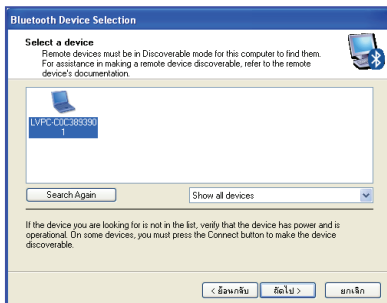 Bluetooth Device Selection
Select a device
Remote devices must be in Discoverable mode for this computer to find them.
For assistance in making a remote device discoverable, refer to the remote
device's documentation.
LVPC-C0C389390
1
Search Again
Show all devices
If the device you are looking for is not in the list, verify that the device has power and is
operational. On some devices, you must press the Connect button to make the device
discoverable.
< ย้อนกลับ ถัดไป > ยกเลิก